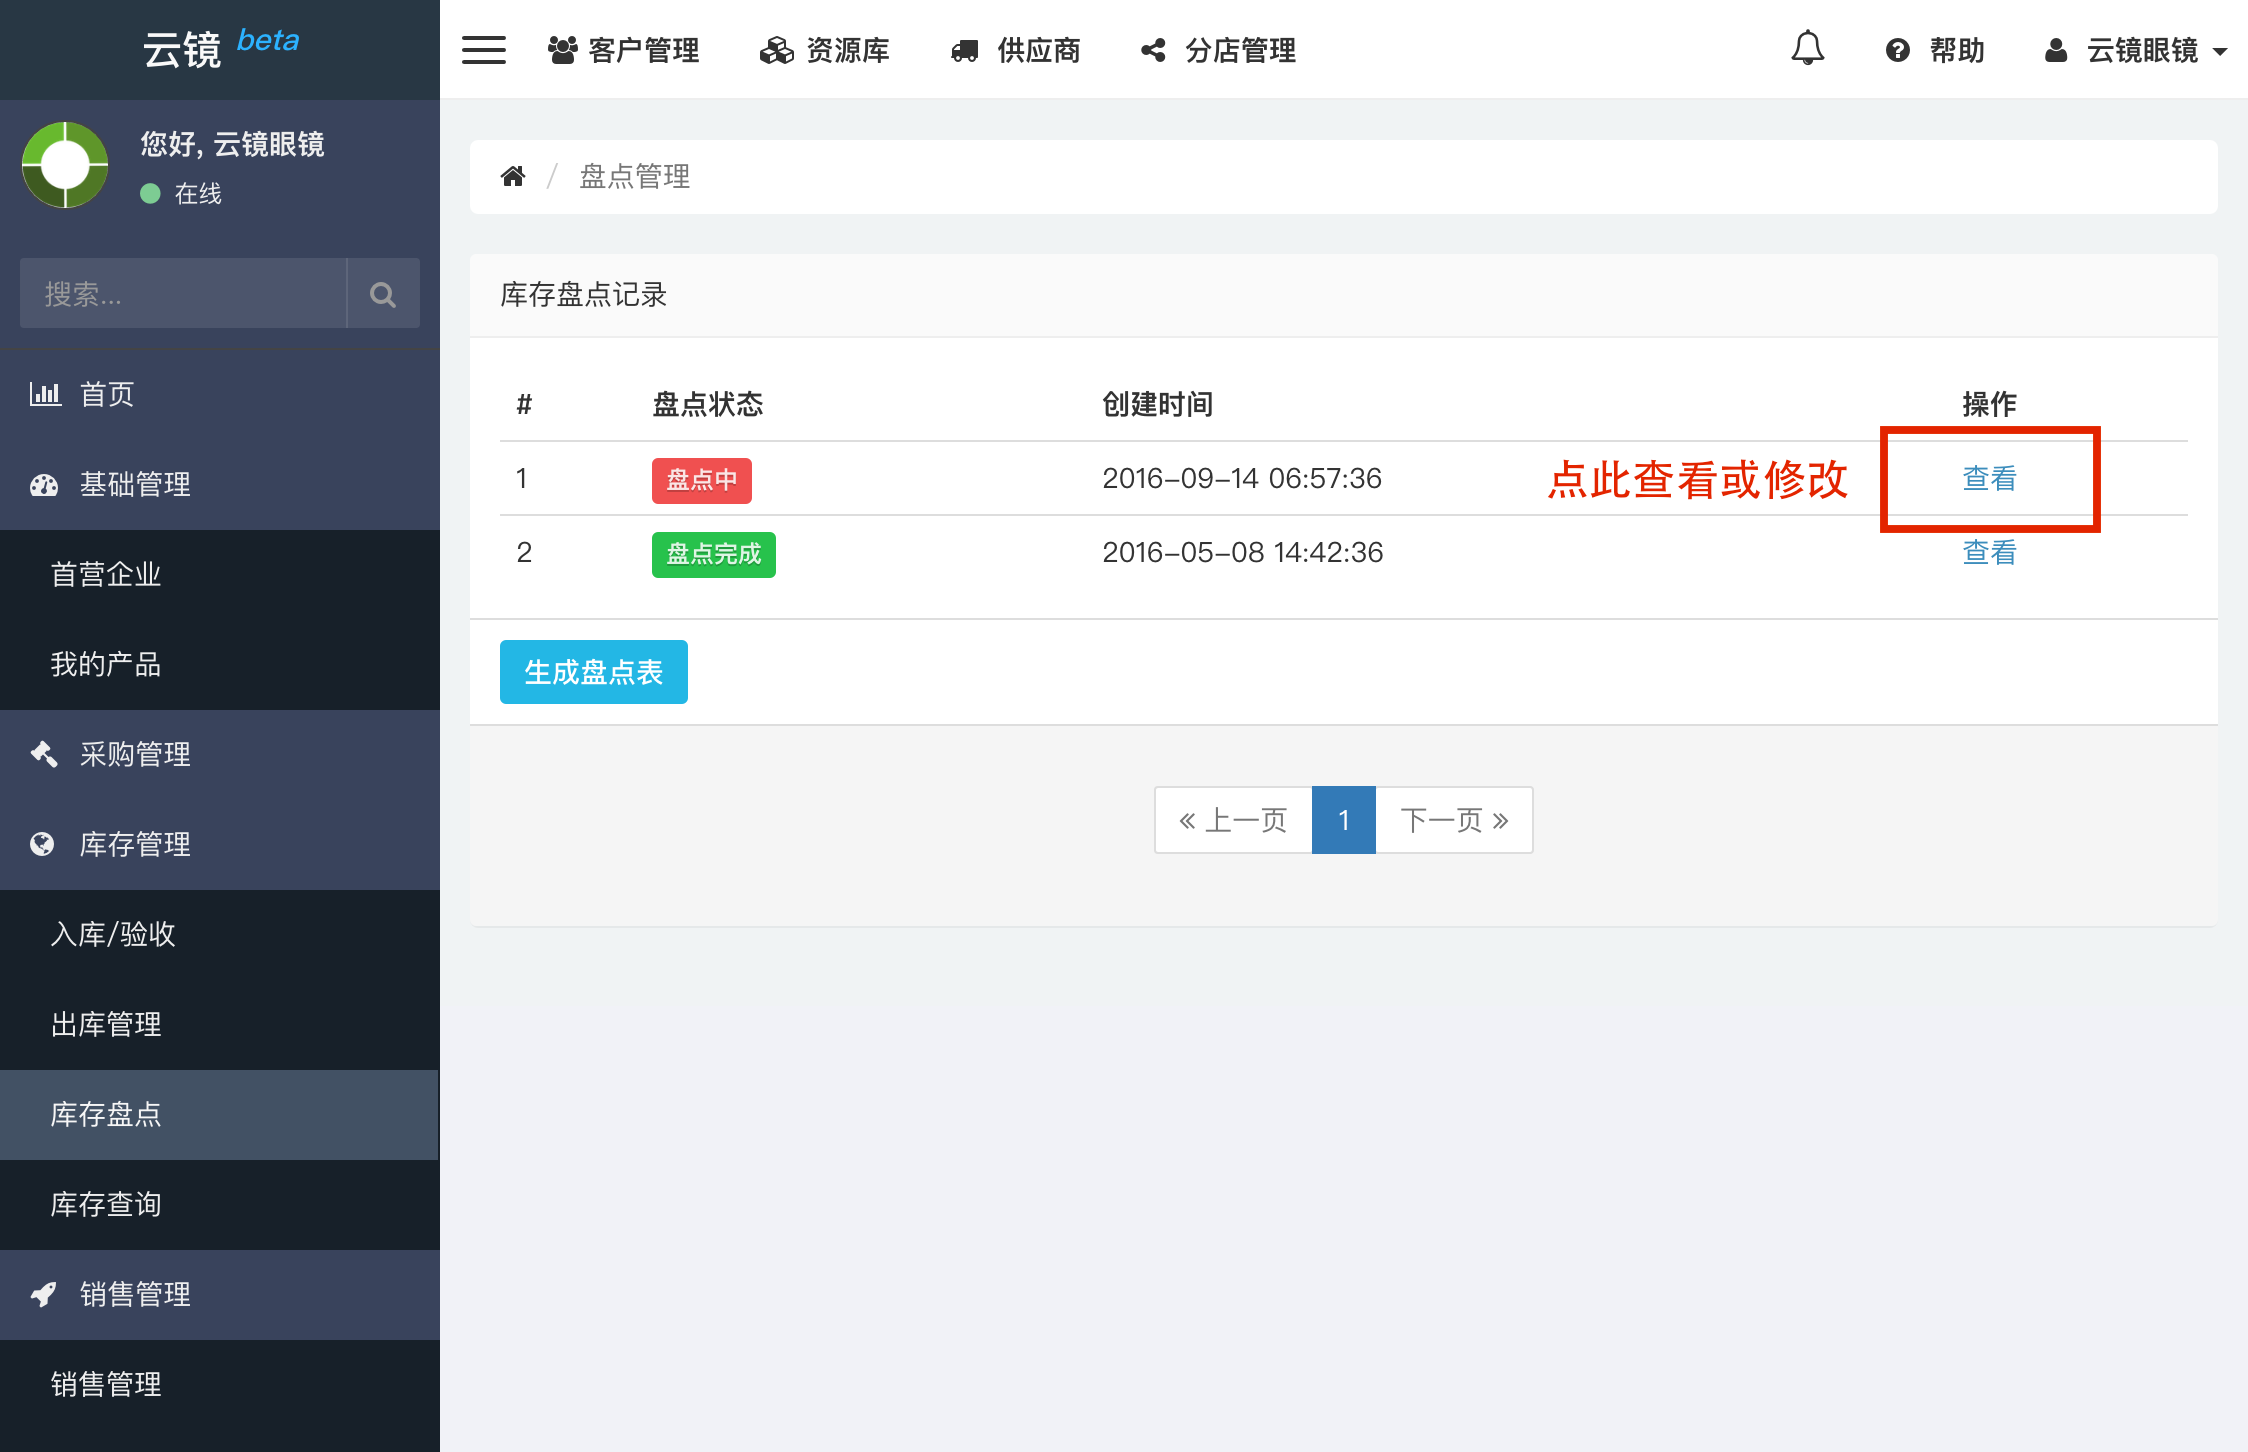 云镜 beta
客户管理 资源库 供应商 分店管理 帮助 云镜眼镜
您好, 云镜眼镜
在线
搜索...
首页
基础管理
首营企业
我的产品
采购管理
库存管理
入库/验收
出库管理
库存盘点
库存查询
销售管理
销售管理
/ 盘点管理
库存盘点记录
# 盘点状态 创建时间 操作
1 盘点中 2016-09-14 06:57:36 点此查看或修改 查看
2 盘点完成 2016-05-08 14:42:36 查看
生成盘点表
« 上一页 1 下一页 »